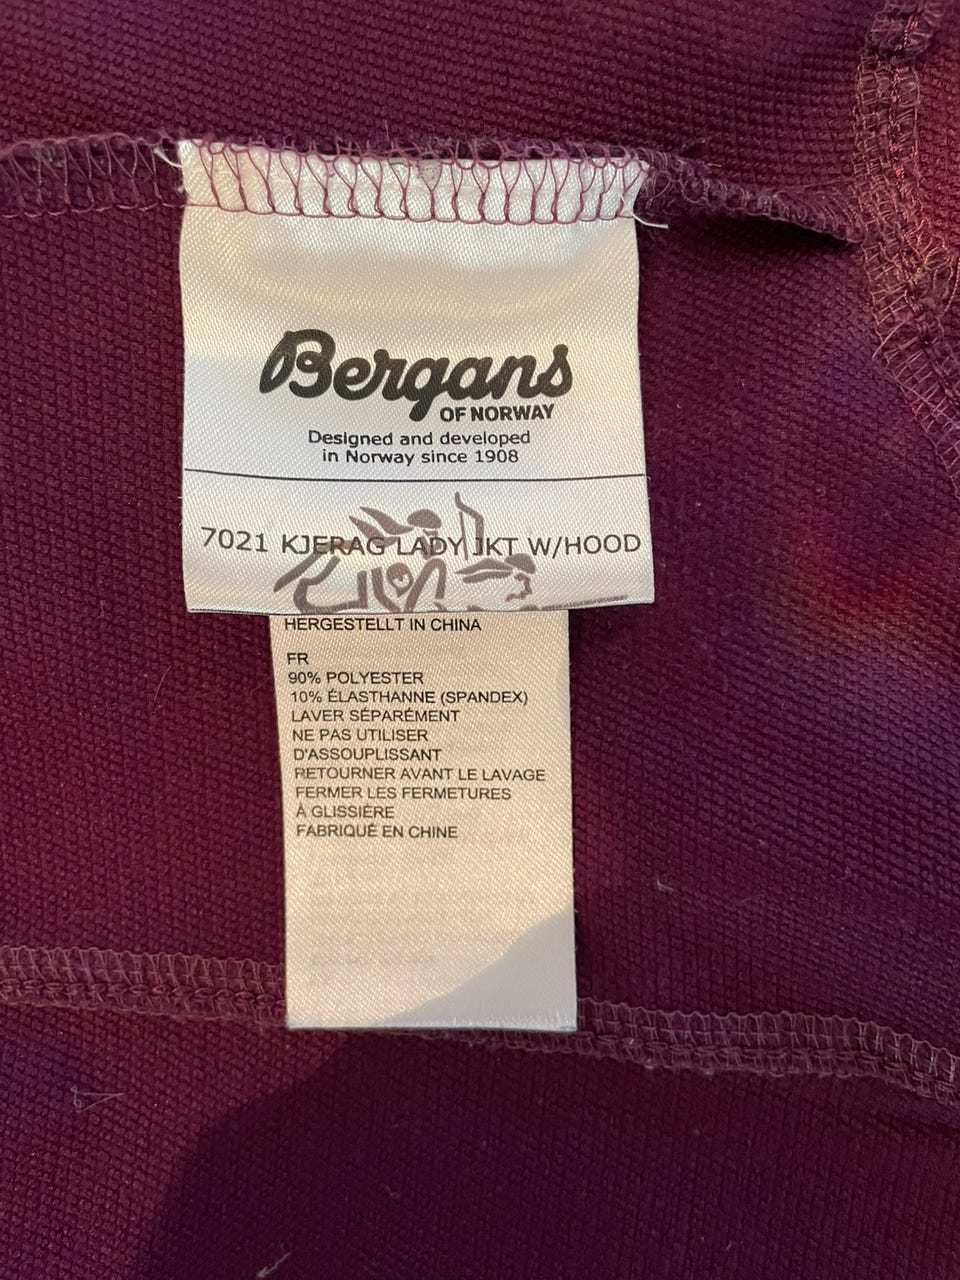 Bergans
OF NORWAY
Designed and developed
in Norway since 1908
7021 KJERAG LADY JKT W/HOOD
HERGESTELLT IN CHINA
FR
90% POLYESTER
10% ÉLASTHANNE (SPANDEX)
LAVER SÉPARÉMENT
NE PAS UTILISER
D'ASSOUPLISSANT
RETOURNER AVANT LE LAVAGE
FERMER LES FERMETURES
À GLISSIÈRE
FABRIQUÉ EN CHINE